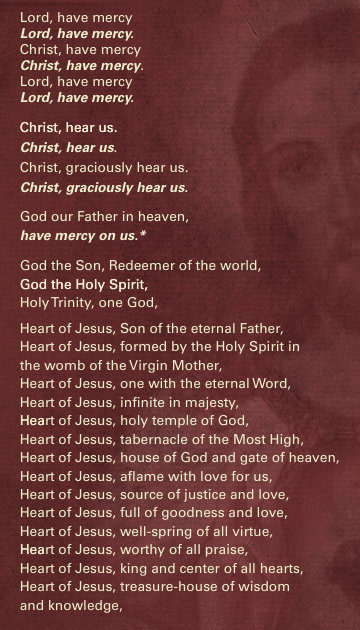 Lord, have mercy
Lord, have mercy.
Christ, have mercy
Christ, have mercy.
Lord, have mercy
Lord, have mercy.
Christ, hear us.
Christ, hear us.
Christ, graciously hear us.
Christ, graciously hear us.
God our Father in heaven,
have mercy on us.*
God the Son, Redeemer of the world,
God the Holy Spirit,
Holy Trinity, one God,
Heart of Jesus, Son of the eternal Father,
Heart of Jesus, formed by the Holy Spirit in
the womb of the Virgin Mother,
Heart of Jesus, one with the eternal Word,
Heart of Jesus, infinite in majesty,
Heart of Jesus, holy temple of God,
Heart of Jesus, tabernacle of the Most High,
Heart of Jesus, house of God and gate of heaven,
Heart of Jesus, aflame with love for us,
Heart of Jesus, source of justice and love,
Heart of Jesus, full of goodness and love,
Heart of Jesus, well-spring of all virtue,
Heart of Jesus, worthy of all praise,
Heart of Jesus, king and center of all hearts,
Heart of Jesus, treasure-house of wisdom
and knowledge,